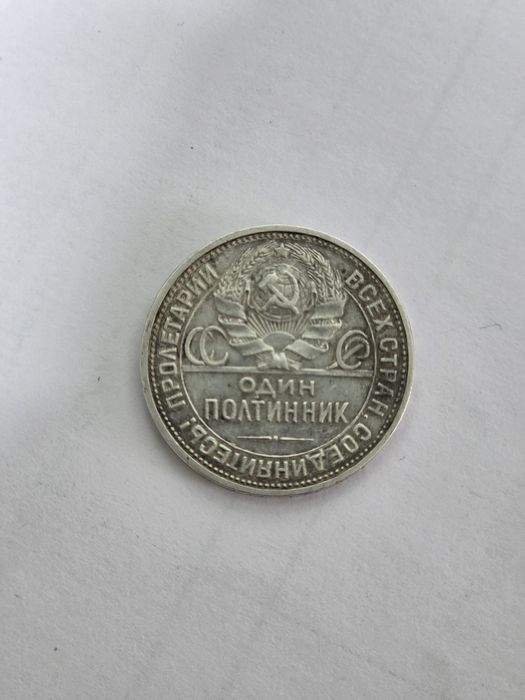 ПРОЛЕТАРИИ ВСЕХ СТРАН, СОЕДИНЯЙТЕСЬ!
СС СР
ОДИН
ПОЛТИННИК